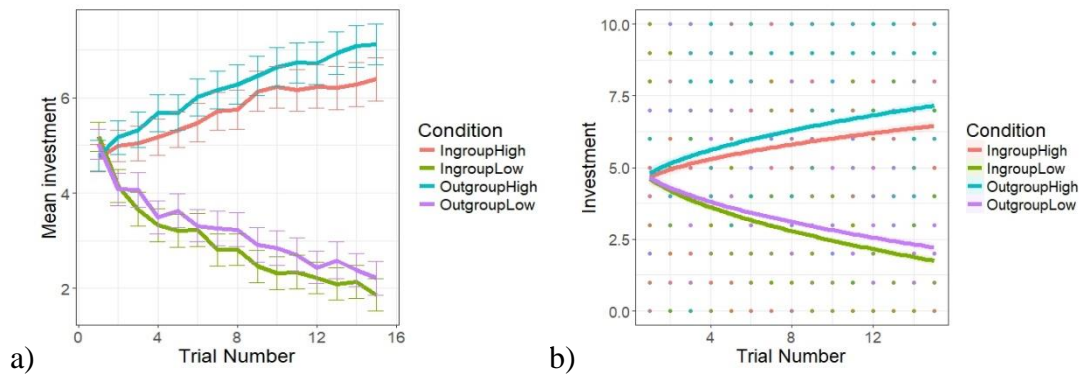 a)
Mean investment
6
4
2
0
4
8
12
16
Trial Number
Condition
IngroupHigh
IngroupLow
OutgroupHigh
OutgroupLow
b)
Investment
10.0
7.5
5.0
2.5
0.0
4
8
12
Trial Number
Condition
IngroupHigh
IngroupLow
OutgroupHigh
OutgroupLow